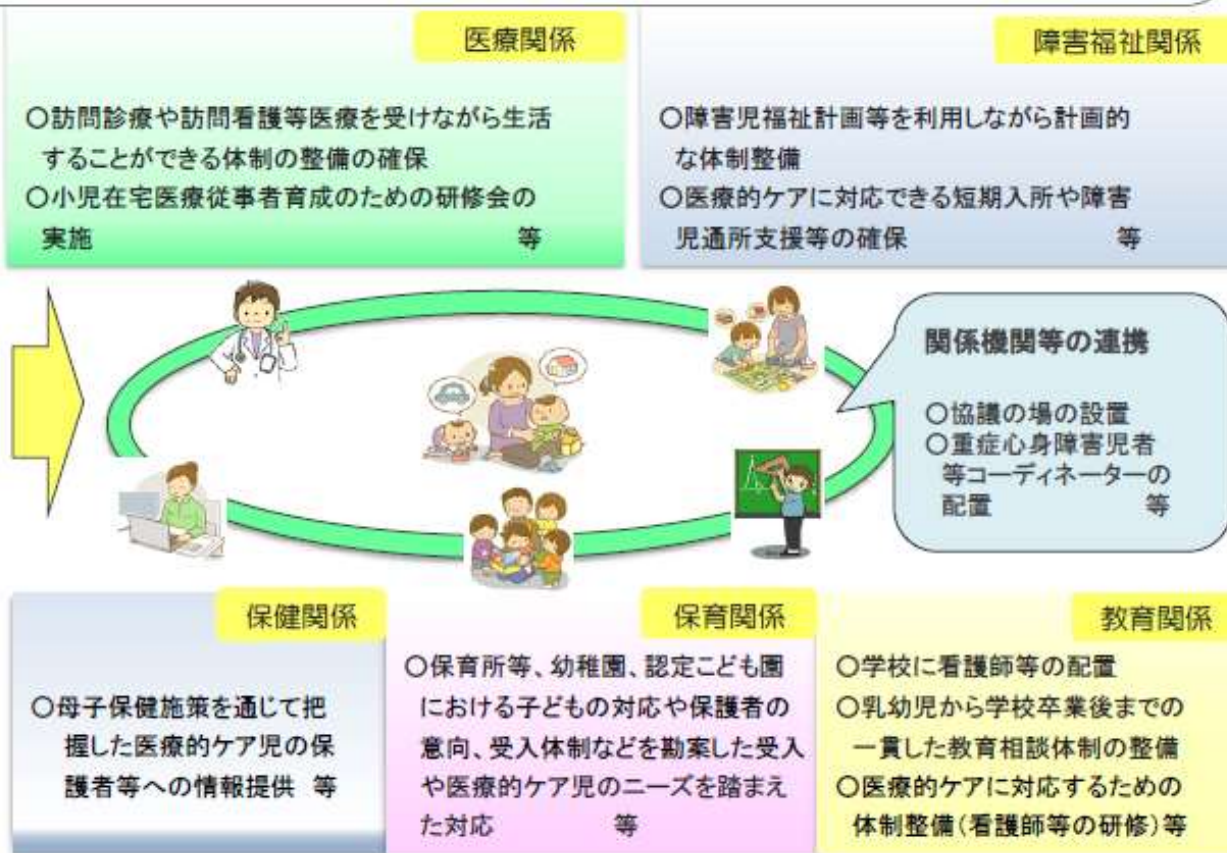 医療関係
○訪問診療や訪問看護等医療を受けながら生活
することができる体制の整備の確保
○小児在宅医療従事者育成のための研修会の
実施 等
障害福祉関係
○障害児福祉計画等を利用しながら計画的
な体制整備
○医療的ケアに対応できる短期入所や障害
児通所支援等の確保 等
関係機関等の連携
○協議の場の設置
○重症心身障害児者
等コーディネーターの
配置 等
保健関係
○母子保健施策を通じて把
握した医療的ケア児の保
護者等への情報提供 等
保育関係
○保育所等、幼稚園、認定こども園
における子どもの対応や保護者の
意向、受入体制などを勘案した受入
や医療的ケア児のニーズを踏まえ
た対応 等
教育関係
○学校に看護師等の配置
○乳幼児から学校卒業後までの
一貫した教育相談体制の整備
○医療的ケアに対応するための
体制整備(看護師等の研修)等